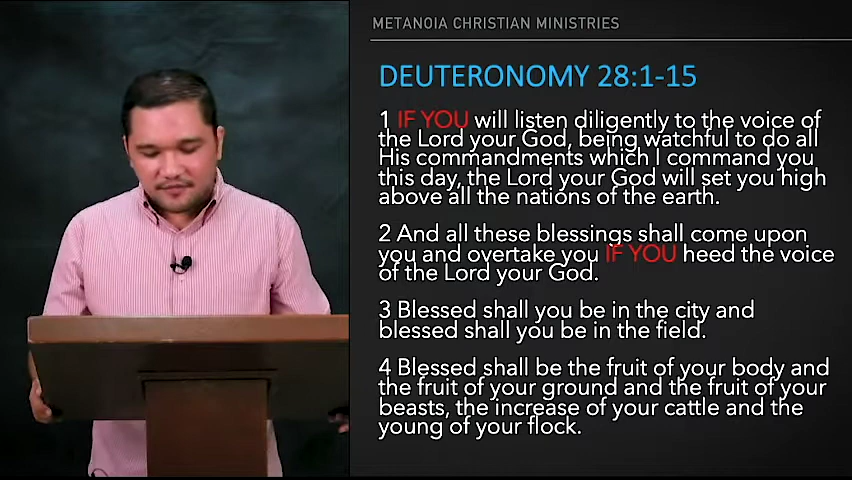 METANOIA CHRISTIAN MINISTRIES
DEUTERONOMY 28:1-15
1 IF YOU will listen diligently to the voice of
the Lord your God, being watchful to do all
His commandments which I command you
this day, the Lord your God will set you high
above all the nations of the earth.
2 And all these blessings shall come upon
you and overtake you IF YOU heed the voice
of the Lord your God.
3 Blessed shall you be in the city and
blessed shall you be in the field.
4 Blessed shall be the fruit of your body and
the fruit of your ground and the fruit of your
beasts, the increase of your cattle and the
young of your flock.